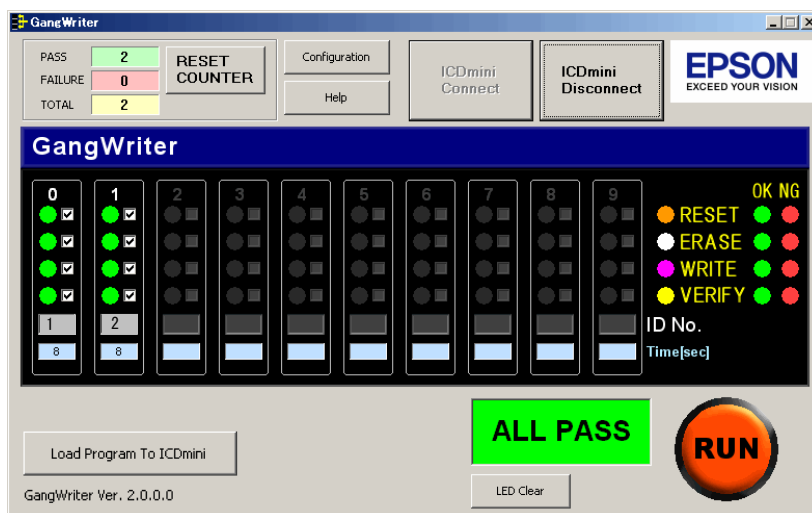 GangWriter
PASS 2
FAILURE 0
TOTAL 2
RESET
COUNTER
Configuration
Help
ICDmini
Connect
ICDmini
Disconnect
EPSON
EXCEED YOUR VISION
GangWriter
0 1 2 3 4 5 6 7 8 9
OK NG
RESET
ERASE
WRITE
VERIFY
1 2 ID No.
8 8 Time[sec]
Load Program To ICDmini
ALL PASS
RUN
LED Clear
GangWriter Ver. 2.0.0.0